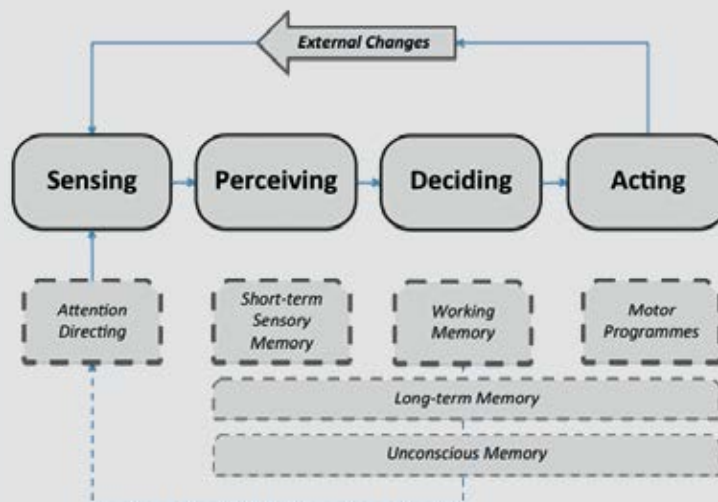 External Changes
Sensing
Perceiving
Deciding
Acting
Attention
Directing
Short-term
Sensory
Memory
Working
Memory
Motor
Programmes
Long-term Memory
Unconscious Memory